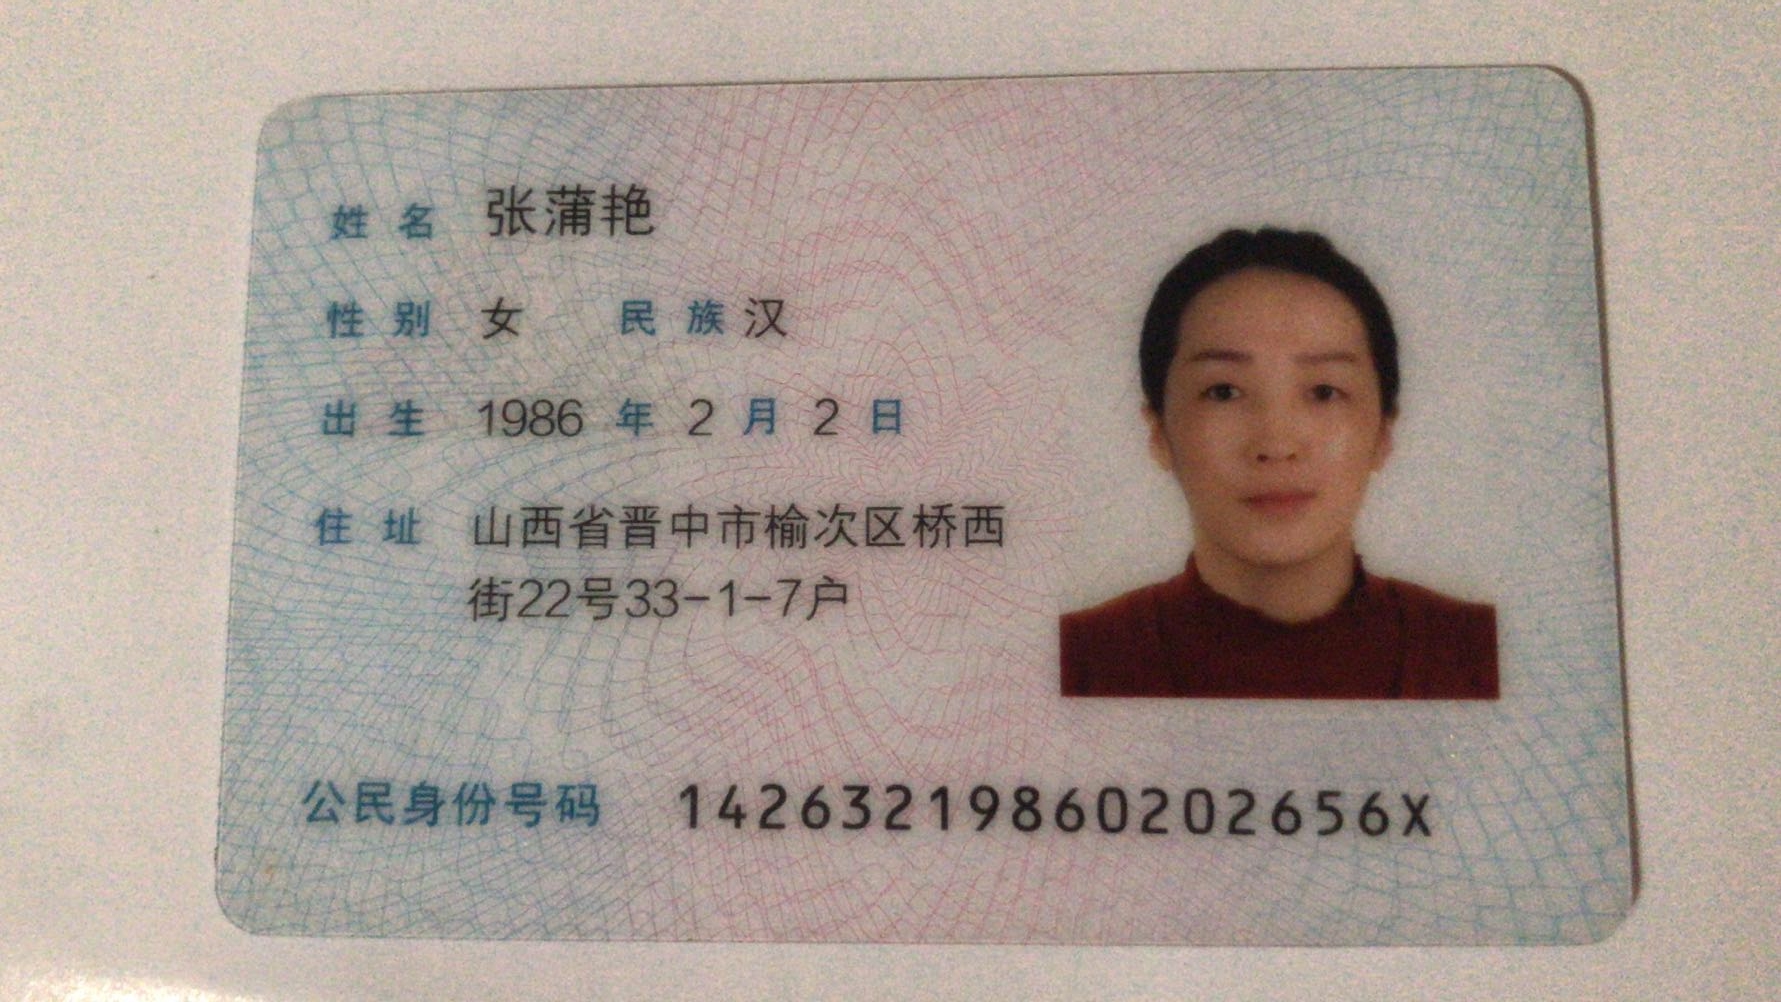 姓名 张蒲艳
性别 女 民族 汉
出生 1986 年 2 月 2 日
住址 山西省晋中市榆次区桥西
街22号33-1-7户
公民身份号码 14263219860202656X